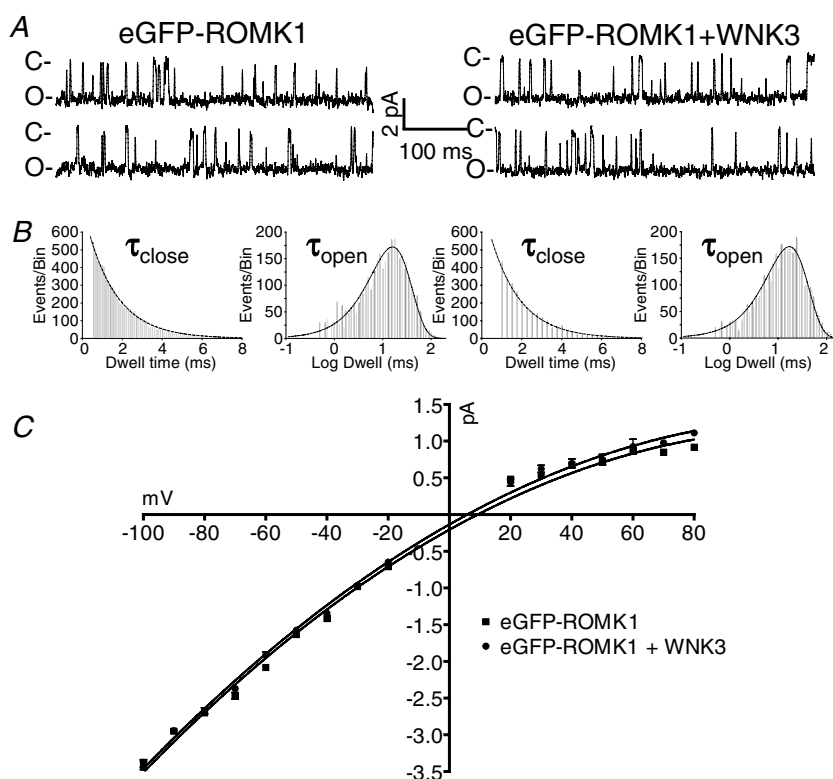 A
eGFP-ROMK1
eGFP-ROMK1+WNK3
C-
O-
C-
O-
2 pA
100 ms
C-
O-
C-
O-
B
Events/Bin
600
500
400
300
200
100
0
τclose
0 2 4 6 8
Dwell time (ms)
Events/Bin
200
150
100
50
0
τopen
-1 0 1 2
Log Dwell (ms)
Events/Bin
600
500
400
300
200
100
0
τclose
0 2 4 6 8
Dwell time (ms)
Events/Bin
200
150
100
50
0
τopen
-1 0 1 2
Log Dwell (ms)
C
1.5
pA
1.0
0.5
mV
-100 -80 -60 -40 -20 20 40 60 80
-0.5
-1.0
-1.5
-2.0
-2.5
-3.0
-3.5
eGFP-ROMK1
eGFP-ROMK1 + WNK3